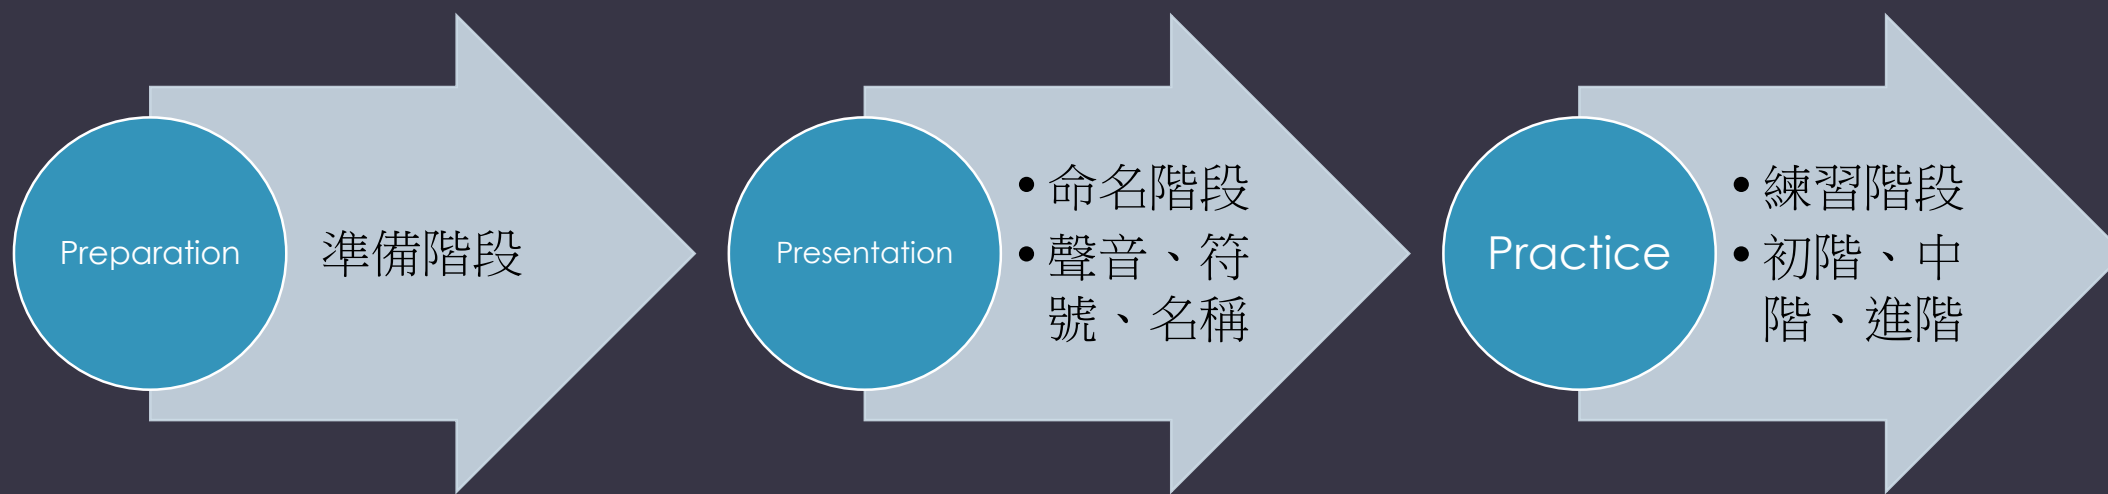 Preparation
準備階段
Presentation
• 命名階段
• 聲音、符
號、名稱
Practice
• 練習階段
• 初階、中
階、進階